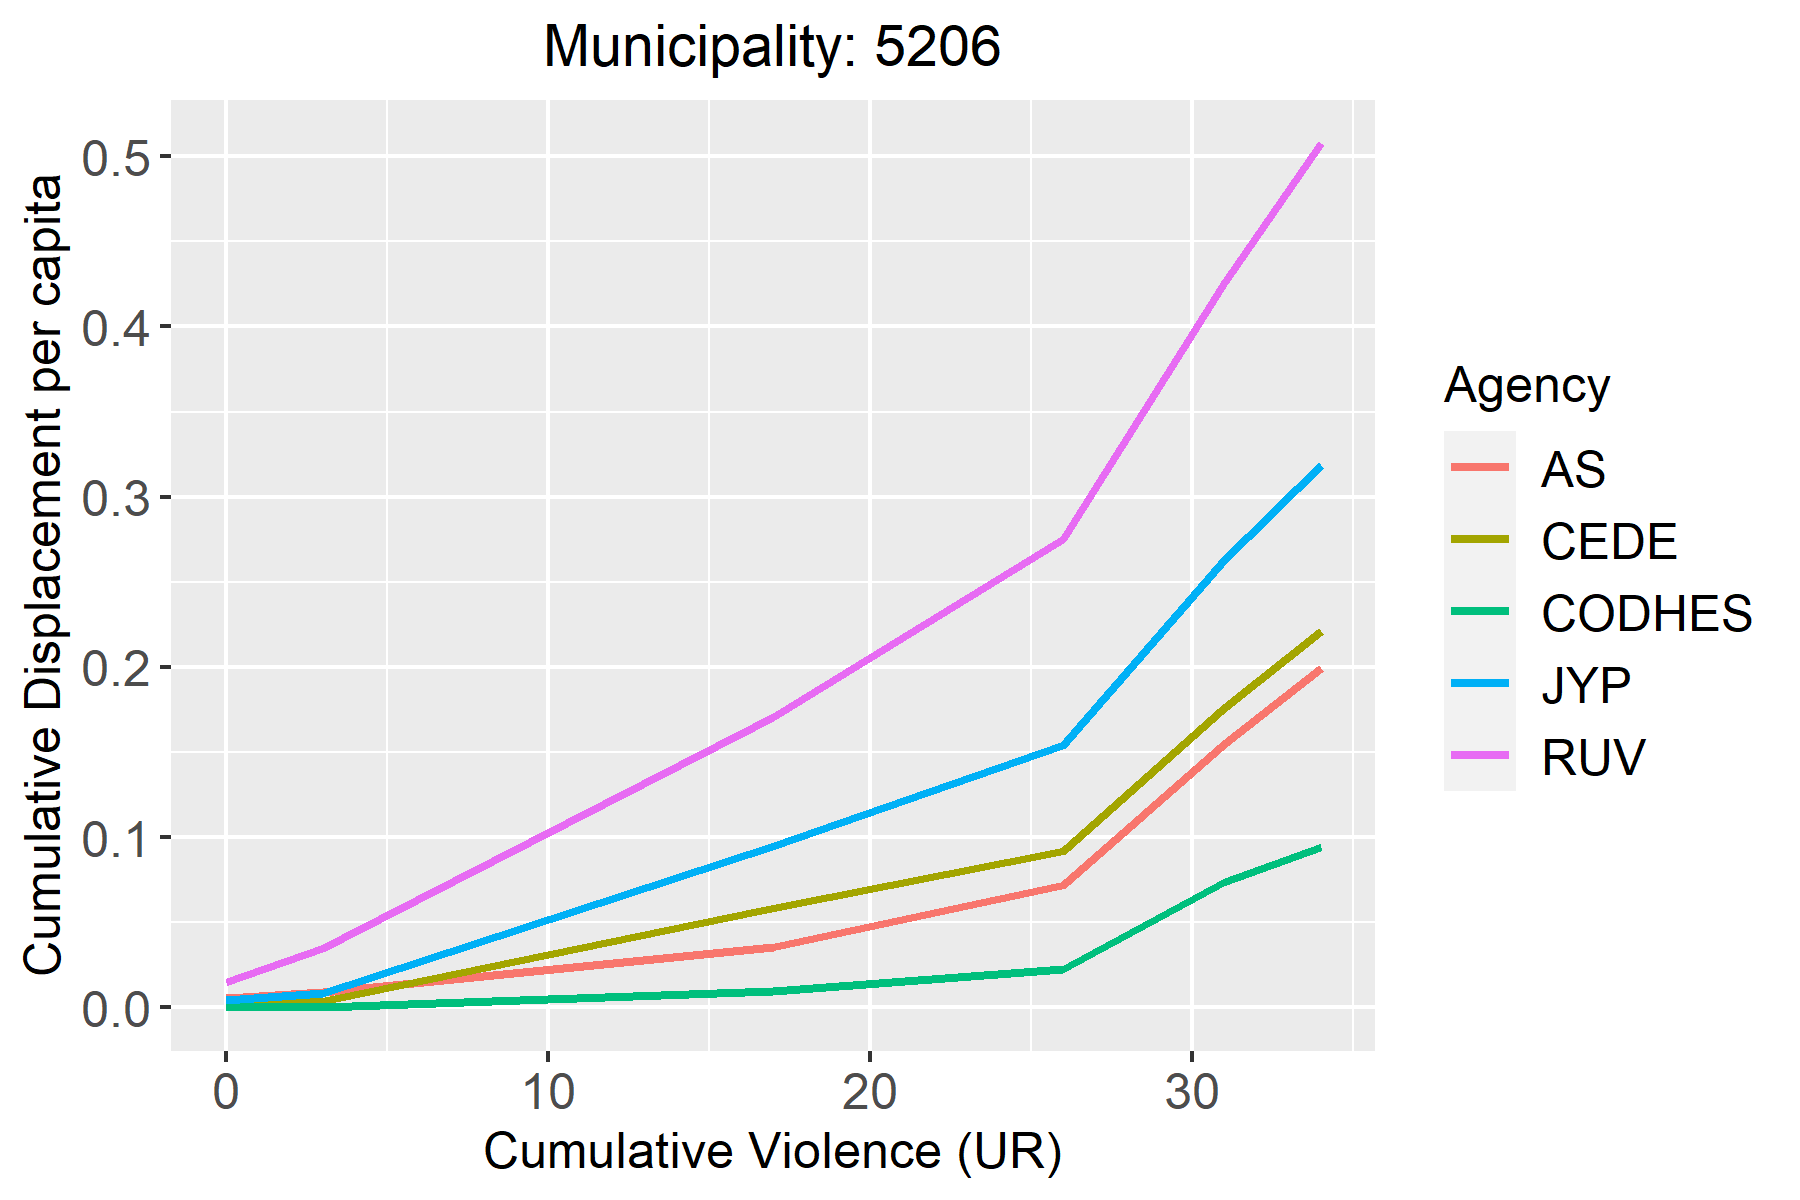 Municipality: 5206
Cumulative Displacement per capita
0.5
0.4
0.3
0.2
0.1
0.0
0
10
20
30
Cumulative Violence (UR)
Agency
AS
CEDE
CODHES
JYP
RUV